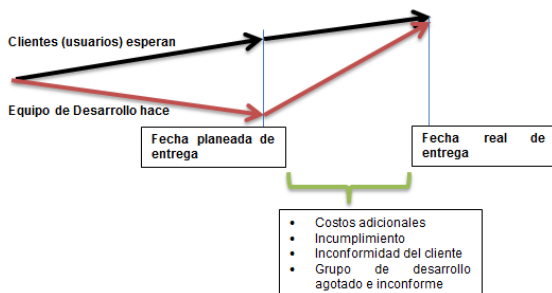 Clientes (usuarios) esperan
Equipo de Desarrollo hace
Fecha planeada de
entrega
Fecha real de
entrega
• Costos adicionales
• Incumplimiento
• Inconformidad del cliente
• Grupo de desarrollo
agotado e inconforme